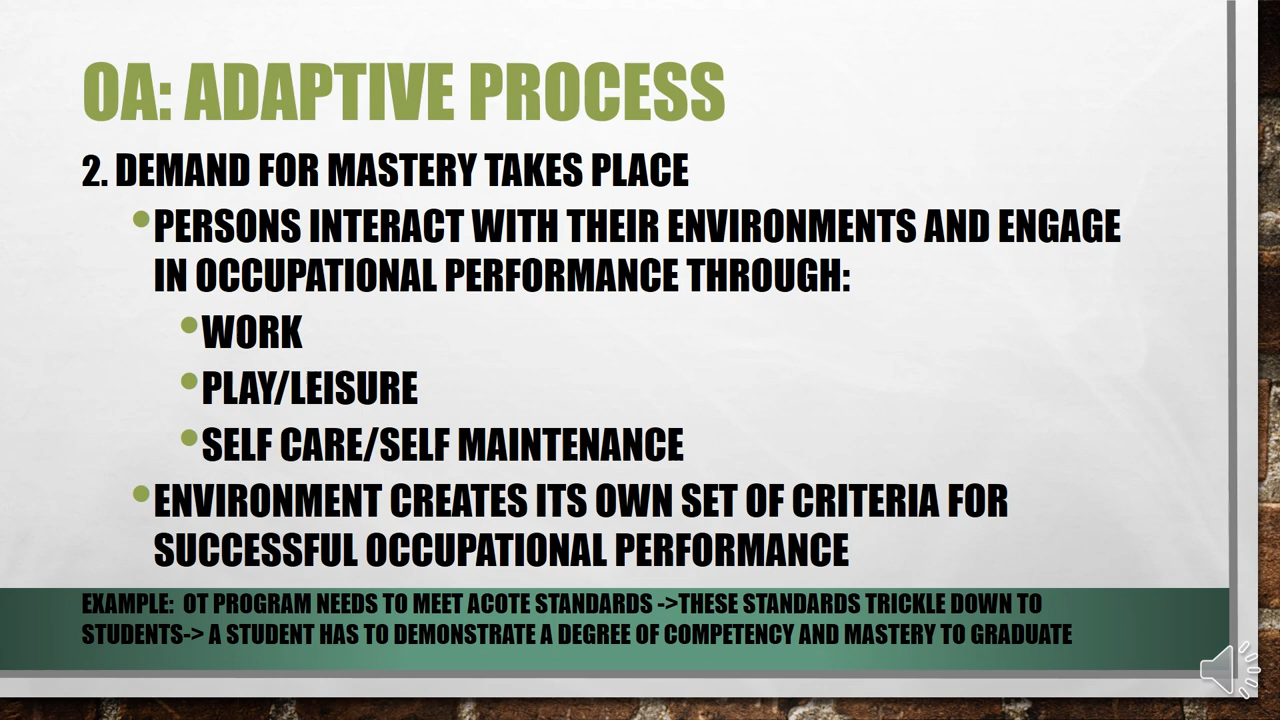 OA: ADAPTIVE PROCESS
2. DEMAND FOR MASTERY TAKES PLACE
•PERSONS INTERACT WITH THEIR ENVIRONMENTS AND ENGAGE
IN OCCUPATIONAL PERFORMANCE THROUGH:
•WORK
•PLAY/LEISURE
•SELF CARE/SELF MAINTENANCE
•ENVIRONMENT CREATES ITS OWN SET OF CRITERIA FOR
SUCCESSFUL OCCUPATIONAL PERFORMANCE
EXAMPLE: OT PROGRAM NEEDS TO MEET ACOTE STANDARDS ->THESE STANDARDS TRICKLE DOWN TO
STUDENTS-> A STUDENT HAS TO DEMONSTRATE A DEGREE OF COMPETENCY AND MASTERY TO GRADUATE